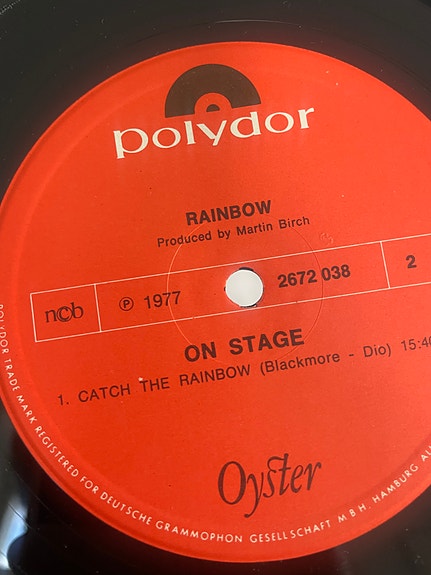 polydor
RAINBOW
Produced by Martin Birch
ncb
℗ 1977
2672 038
2
ON STAGE
1. CATCH THE RAINBOW (Blackmore - Dio) 15:40
Oyster
POLYDOR TRADE MARK REGISTERED FOR DEUTSCHE GRAMMOPHON GESELLSCHAFT M B H, HAMBURG